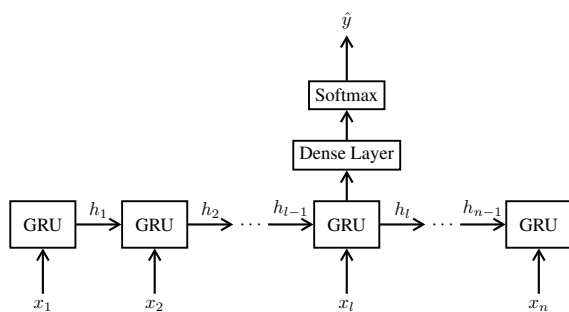 ŷ
Softmax
Dense Layer
h₁ h₂ hₗ₋₁ hₗ hₙ₋₁
GRU GRU ··· GRU ··· GRU
x₁ x₂ xₗ xₙ